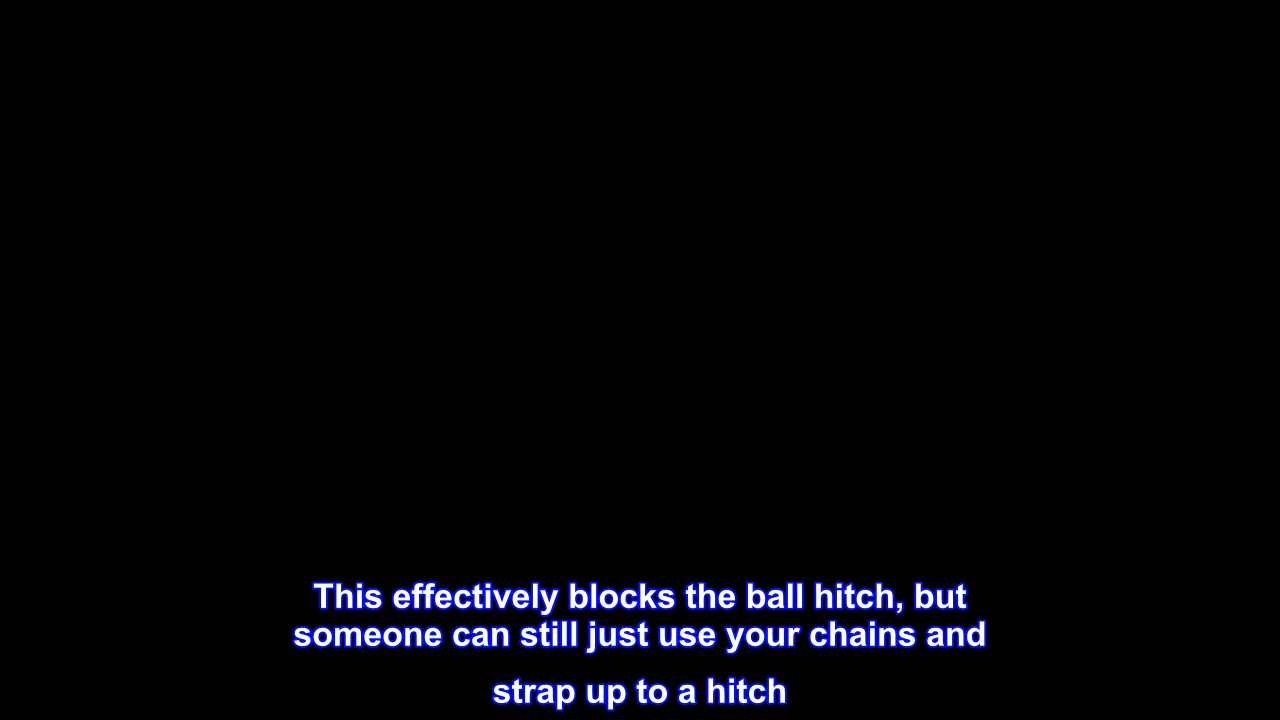 This effectively blocks the ball hitch, but
someone can still just use your chains and
strap up to a hitch